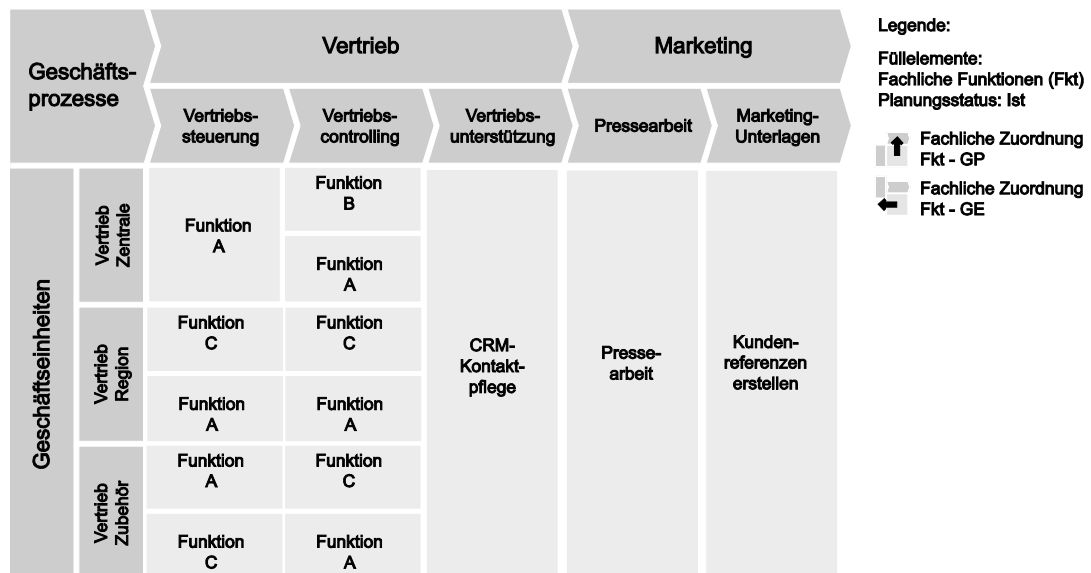 Geschäfts-
prozesse
Vertrieb
Marketing
Vertriebs-
steuerung
Vertriebs-
controlling
Vertriebs-
unterstützung
Pressearbeit
Marketing-
Unterlagen
Geschäftseinheiten
Vertrieb
Zentrale
Funktion
A
Funktion
B
Funktion
A
Vertrieb
Region
Funktion
C
Funktion
C
Funktion
A
Funktion
A
Vertrieb
Zubehör
Funktion
A
Funktion
C
Funktion
C
Funktion
A
CRM-
Kontakt-
pflege
Presse-
arbeit
Kunden-
referenzen
erstellen
Legende:
Füllelemente:
Fachliche Funktionen (Fkt)
Planungsstatus: Ist
Fachliche Zuordnung
Fkt - GP
Fachliche Zuordnung
Fkt - GE